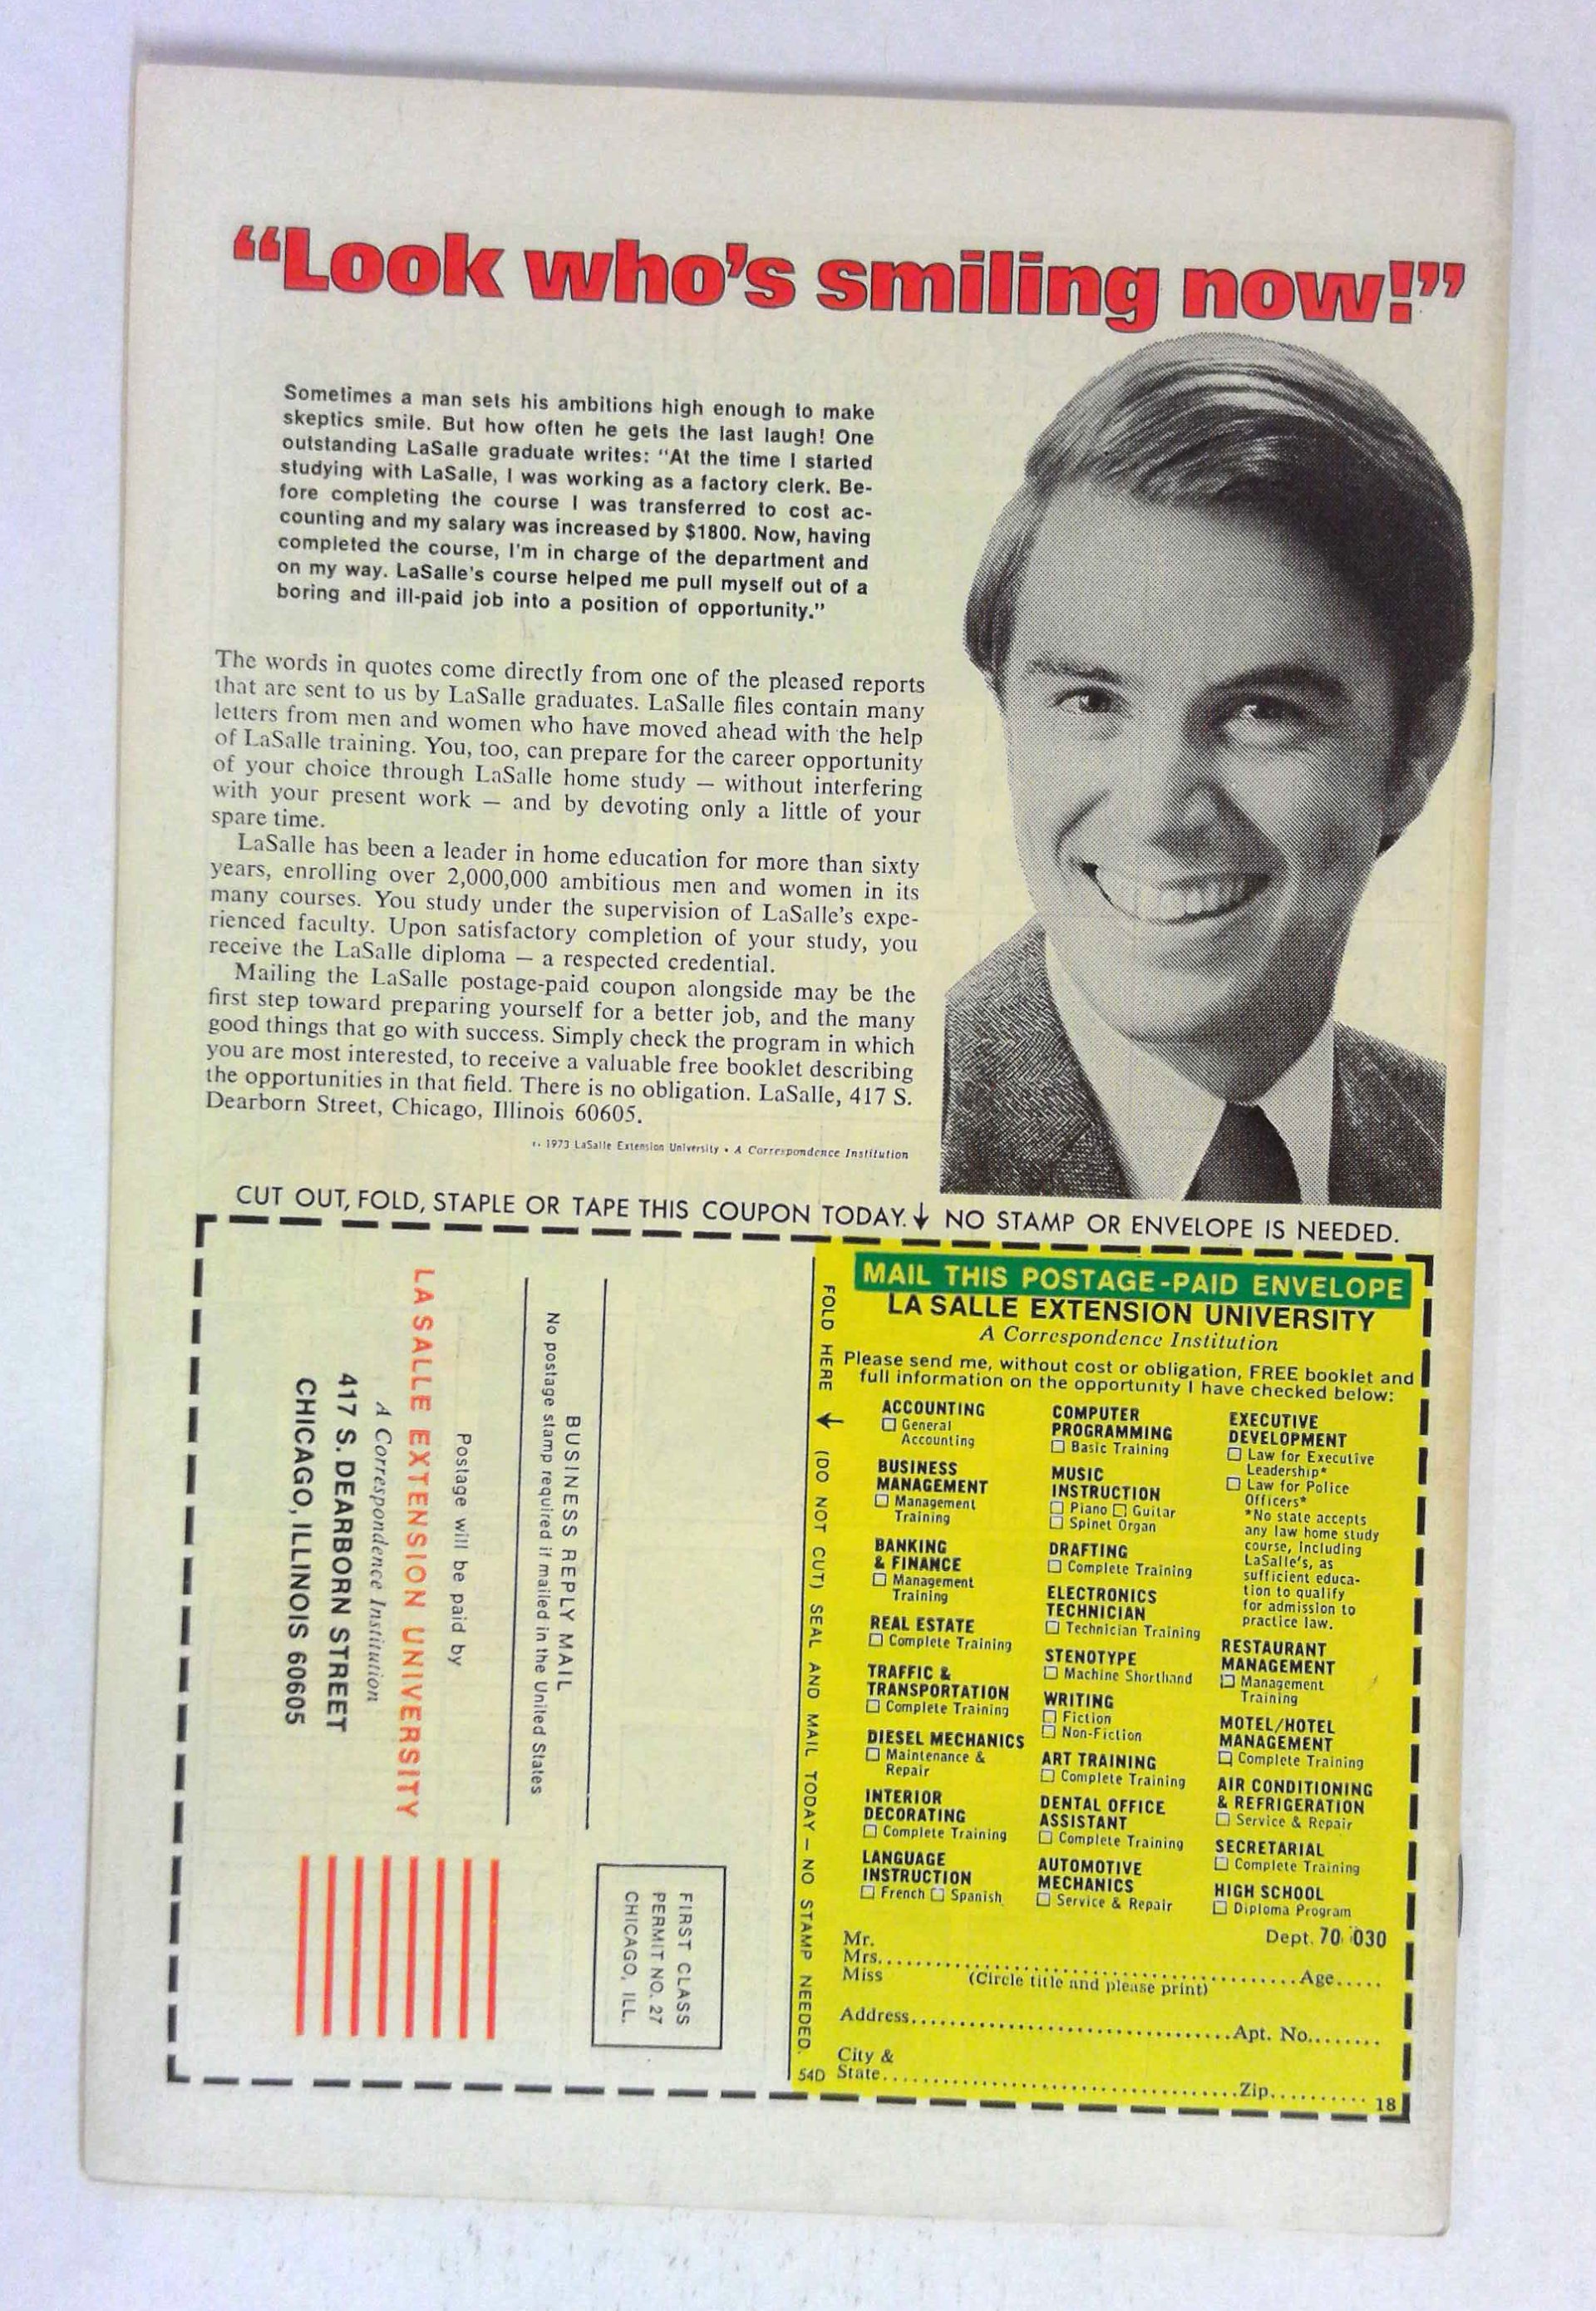 “Look who’s smiling now!”
Sometimes a man sets his ambitions high enough to make
skeptics smile. But how often he gets the last laugh! One
outstanding LaSalle graduate writes: “At the time I started
studying with LaSalle, I was working as a factory clerk. Be-
fore completing the course I was transferred to cost ac-
counting and my salary was increased by $1800. Now, having
completed the course, I’m in charge of the department and
on my way. LaSalle’s course helped me pull myself out of a
boring and ill-paid job into a position of opportunity.”
The words in quotes come directly from one of the pleased reports
that are sent to us by LaSalle graduates. LaSalle files contain many
letters from men and women who have moved ahead with the help
of LaSalle training. You, too, can prepare for the career opportunity
of your choice through LaSalle home study — without interfering
with your present work — and by devoting only a little of your
spare time.
LaSalle has been a leader in home education for more than sixty
years, enrolling over 2,000,000 ambitious men and women in its
many courses. You study under the supervision of LaSalle’s expe-
rienced faculty. Upon satisfactory completion of your study, you
receive the LaSalle diploma — a respected credential.
Mailing the LaSalle postage-paid coupon alongside may be the
first step toward preparing yourself for a better job, and the many
good things that go with success. Simply check the program in which
you are most interested, to receive a valuable free booklet describing
the opportunities in that field. There is no obligation. LaSalle, 417 S.
Dearborn Street, Chicago, Illinois 60605.
1973 LaSalle Extension University • A Correspondence Institution
CUT OUT, FOLD, STAPLE OR TAPE THIS COUPON TODAY.↓ NO STAMP OR ENVELOPE IS NEEDED.
FIRST CLASS
PERMIT NO. 27
CHICAGO, ILL.
BUSINESS REPLY MAIL
No postage stamp required if mailed in the United States
Postage will be paid by
LA SALLE EXTENSION UNIVERSITY
A Correspondence Institution
417 S. DEARBORN STREET
CHICAGO, ILLINOIS 60605
FOLD HERE ← (DO NOT CUT) SEAL AND MAIL TODAY – NO STAMP NEEDED.
54D
MAIL THIS POSTAGE-PAID ENVELOPE
LA SALLE EXTENSION UNIVERSITY
A Correspondence Institution
Please send me, without cost or obligation, FREE booklet and
full information on the opportunity I have checked below:
ACCOUNTING
☐ General
Accounting
BUSINESS
MANAGEMENT
☐ Management
Training
BANKING
& FINANCE
☐ Management
Training
REAL ESTATE
☐ Complete Training
TRAFFIC &
TRANSPORTATION
☐ Complete Training
DIESEL MECHANICS
☐ Maintenance &
Repair
INTERIOR
DECORATING
☐ Complete Training
LANGUAGE
INSTRUCTION
☐ French ☐ Spanish
COMPUTER
PROGRAMMING
☐ Basic Training
MUSIC
INSTRUCTION
☐ Piano ☐ Guitar
☐ Spinet Organ
DRAFTING
☐ Complete Training
ELECTRONICS
TECHNICIAN
☐ Technician Training
STENOTYPE
☐ Machine Shorthand
WRITING
☐ Fiction
☐ Non-Fiction
ART TRAINING
☐ Complete Training
DENTAL OFFICE
ASSISTANT
☐ Complete Training
AUTOMOTIVE
MECHANICS
☐ Service & Repair
EXECUTIVE
DEVELOPMENT
☐ Law for Executive
Leadership*
☐ Law for Police
Officers*
*No state accepts
any law home study
course, including
LaSalle’s, as
sufficient educa-
tion to qualify
for admission to
practice law.
RESTAURANT
MANAGEMENT
☐ Management
Training
MOTEL/HOTEL
MANAGEMENT
☐ Complete Training
AIR CONDITIONING
& REFRIGERATION
☐ Service & Repair
SECRETARIAL
☐ Complete Training
HIGH SCHOOL
☐ Diploma Program
Dept. 70 030
Mr.
Mrs. Age
Miss (Circle title and please print)
Address Apt. No.
City &
State Zip
18